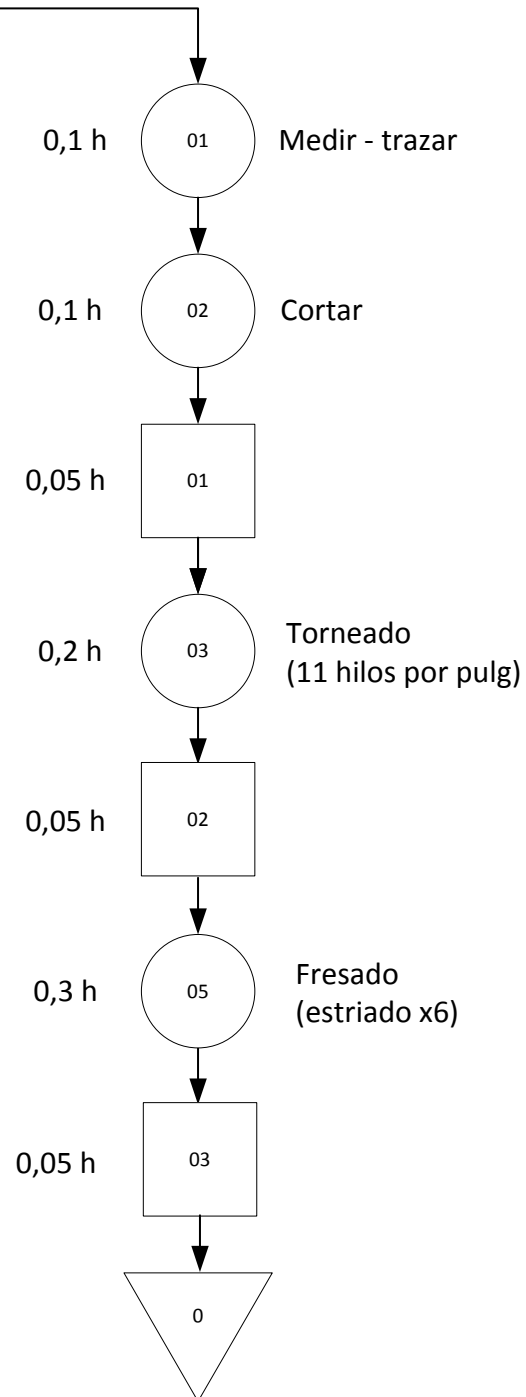 0,1 h
01
Medir - trazar
0,1 h
02
Cortar
0,05 h
01
0,2 h
03
Torneado
(11 hilos por pulg)
0,05 h
02
0,3 h
05
Fresado
(estriado x6)
0,05 h
03
0